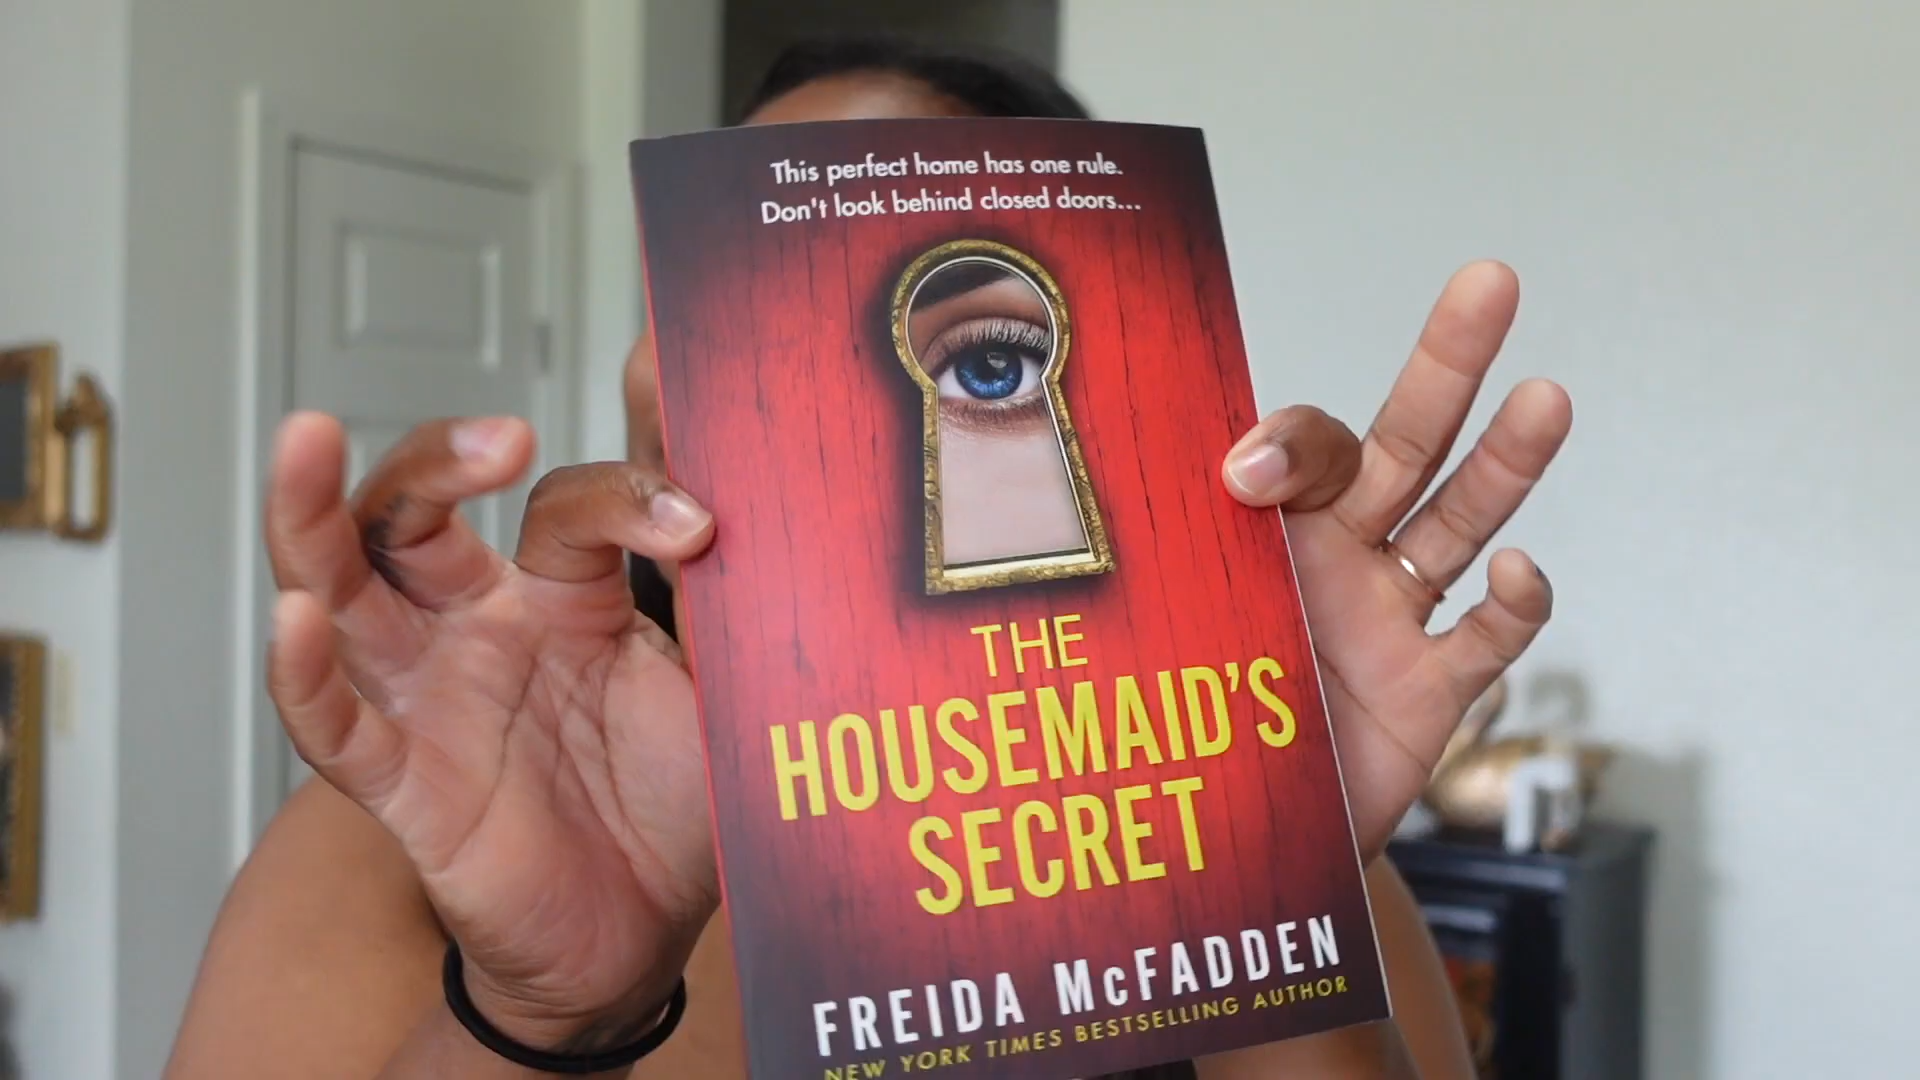 This perfect home has one rule.
Don't look behind closed doors...
THE
HOUSEMAID'S
SECRET
FREIDA McFADDEN
NEW YORK TIMES BESTSELLING AUTHOR